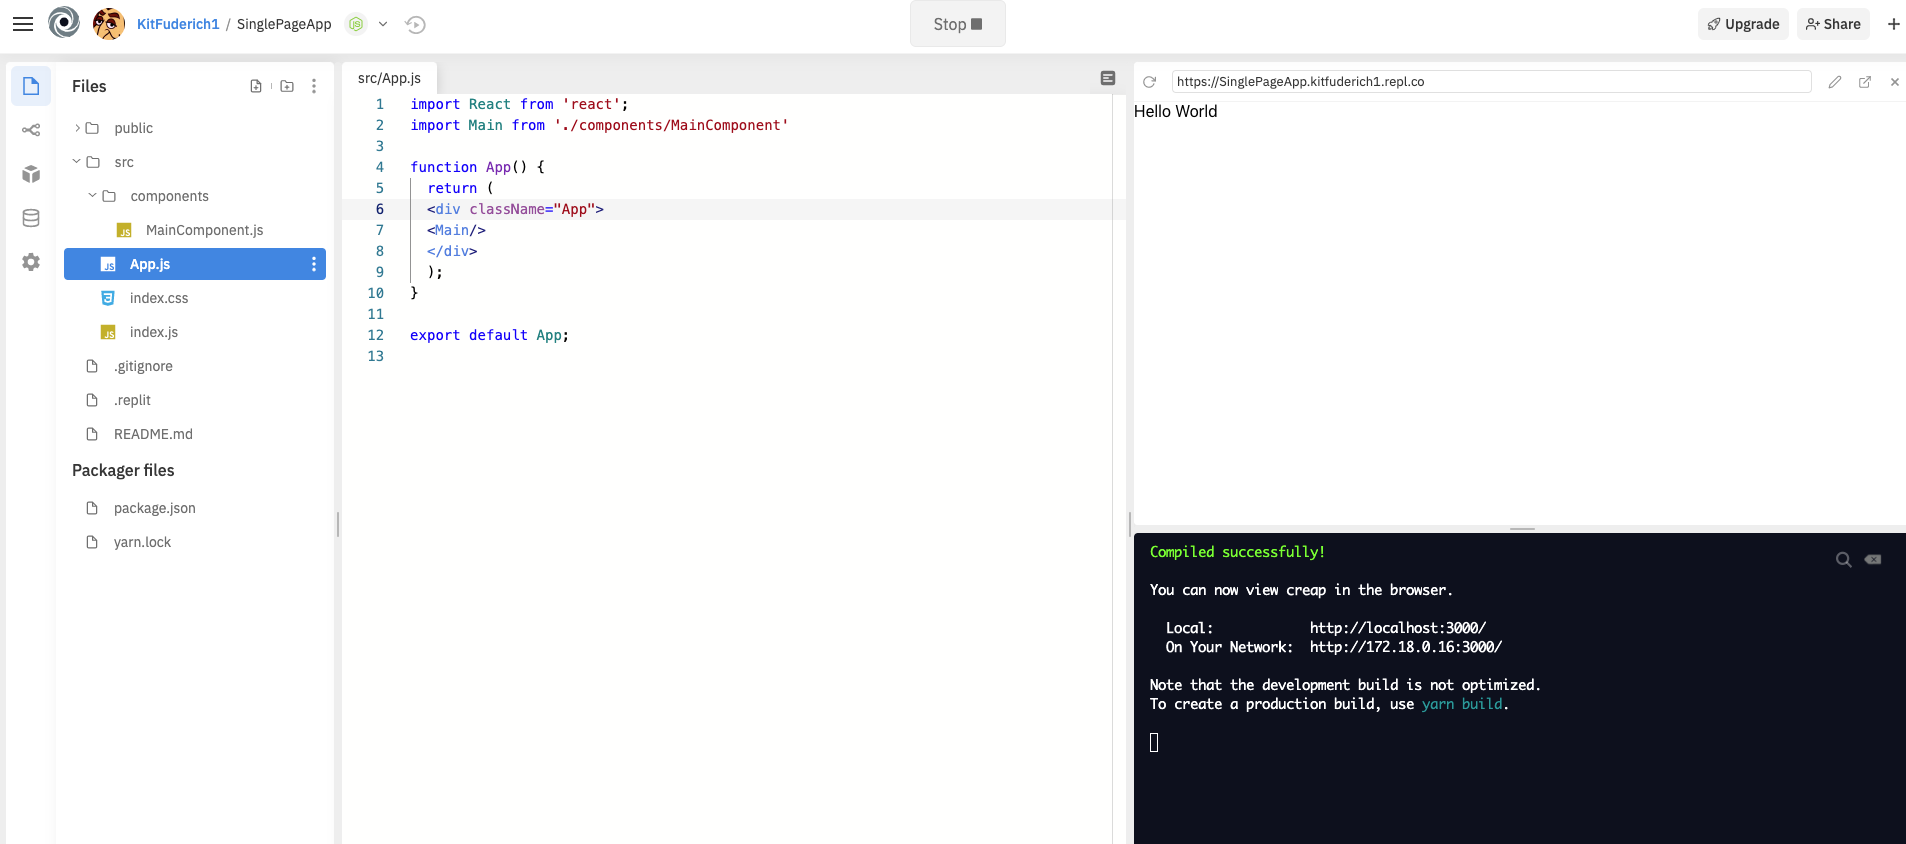 KitFuderich1 / SinglePageApp
Stop
Upgrade
Share
Files
public
src
components
MainComponent.js
App.js
index.css
index.js
.gitignore
.replit
README.md
Packager files
package.json
yarn.lock
src/App.js
1 import React from 'react';
2 import Main from './components/MainComponent'
3
4 function App() {
5 return (
6 <div className="App">
7 <Main/>
8 </div>
9 );
10 }
11
12 export default App;
13
https://SinglePageApp.kitfuderich1.repl.co
Hello World
Compiled successfully!
You can now view creap in the browser.
Local: http://localhost:3000/
On Your Network: http://172.18.0.16:3000/
Note that the development build is not optimized.
To create a production build, use yarn build.